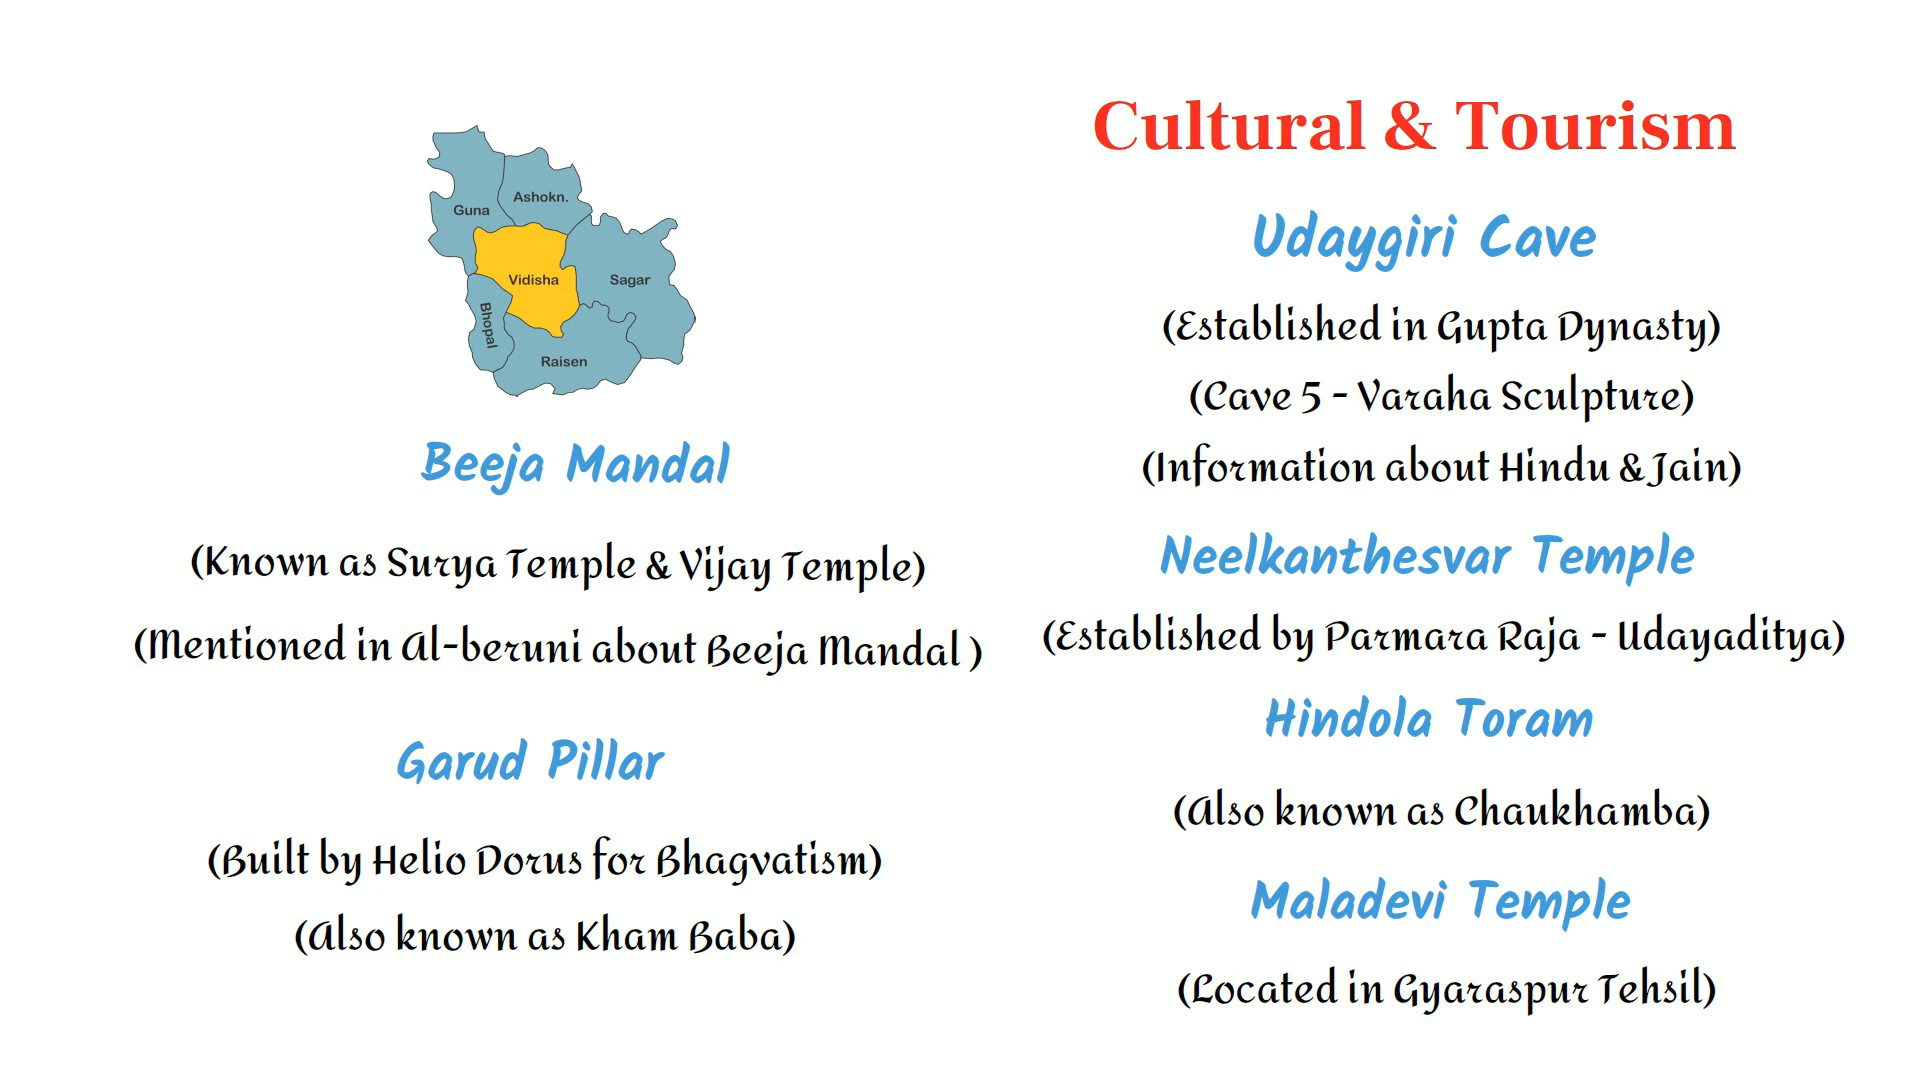 Guna
Ashokn.
Vidisha
Sagar
Bhopal
Raisen
Beeja Mandal
(Known as Surya Temple & Vijay Temple)
(Mentioned in Al-beruni about Beeja Mandal )
Garud Pillar
(Built by Helio Dorus for Bhagvatism)
(Also known as Kham Baba)
Cultural & Tourism
Udaygiri Cave
(Established in Gupta Dynasty)
(Cave 5 - Varaha Sculpture)
(Information about Hindu & Jain)
Neelkanthesvar Temple
(Established by Parmara Raja - Udayaditya)
Hindola Toram
(Also known as Chaukhamba)
Maladevi Temple
(Located in Gyaraspur Tehsil)